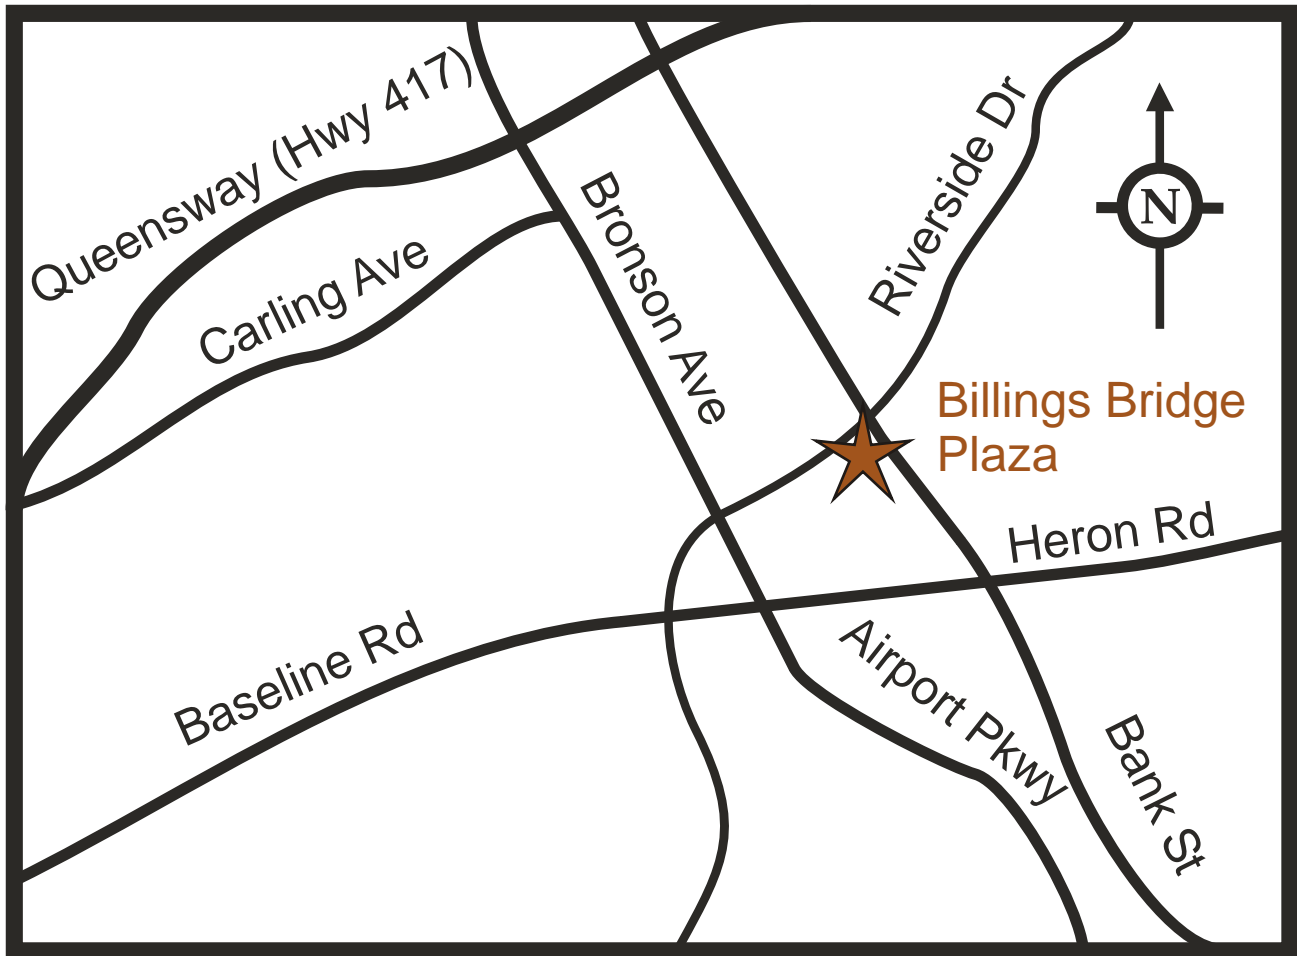 Queensway (Hwy 417)
Carling Ave
Bronson Ave
Riverside Dr
N
Billings Bridge
Plaza
Heron Rd
Baseline Rd
Airport Pkwy
Bank St